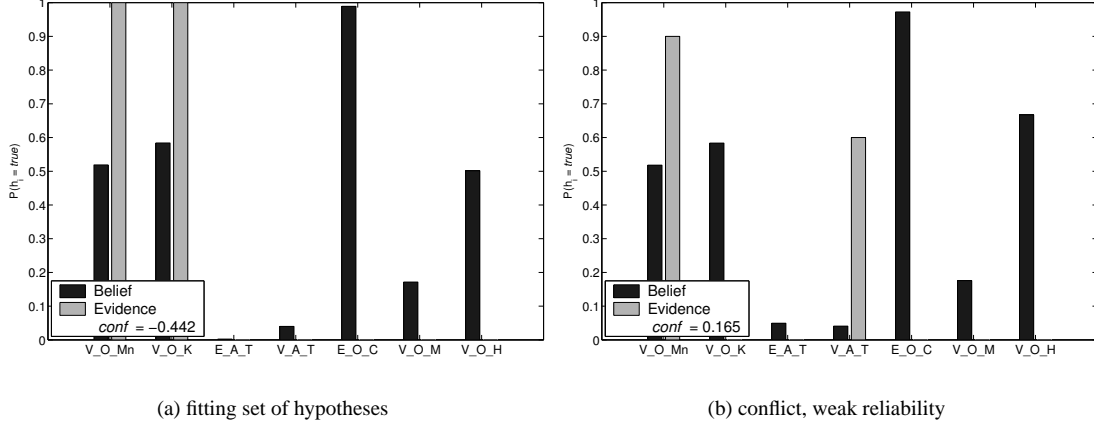 1
0.9
0.8
0.7
0.6
0.5
0.4
0.3
0.2
0.1
0
P(h_i = true)
Belief
Evidence
conf = −0.442
V_O_Mn V_O_K E_A_T V_A_T E_O_C V_O_M V_O_H
(a) fitting set of hypotheses
1
0.9
0.8
0.7
0.6
0.5
0.4
0.3
0.2
0.1
0
P(h_i = true)
Belief
Evidence
conf = 0.165
V_O_Mn V_O_K E_A_T V_A_T E_O_C V_O_M V_O_H
(b) conflict, weak reliability